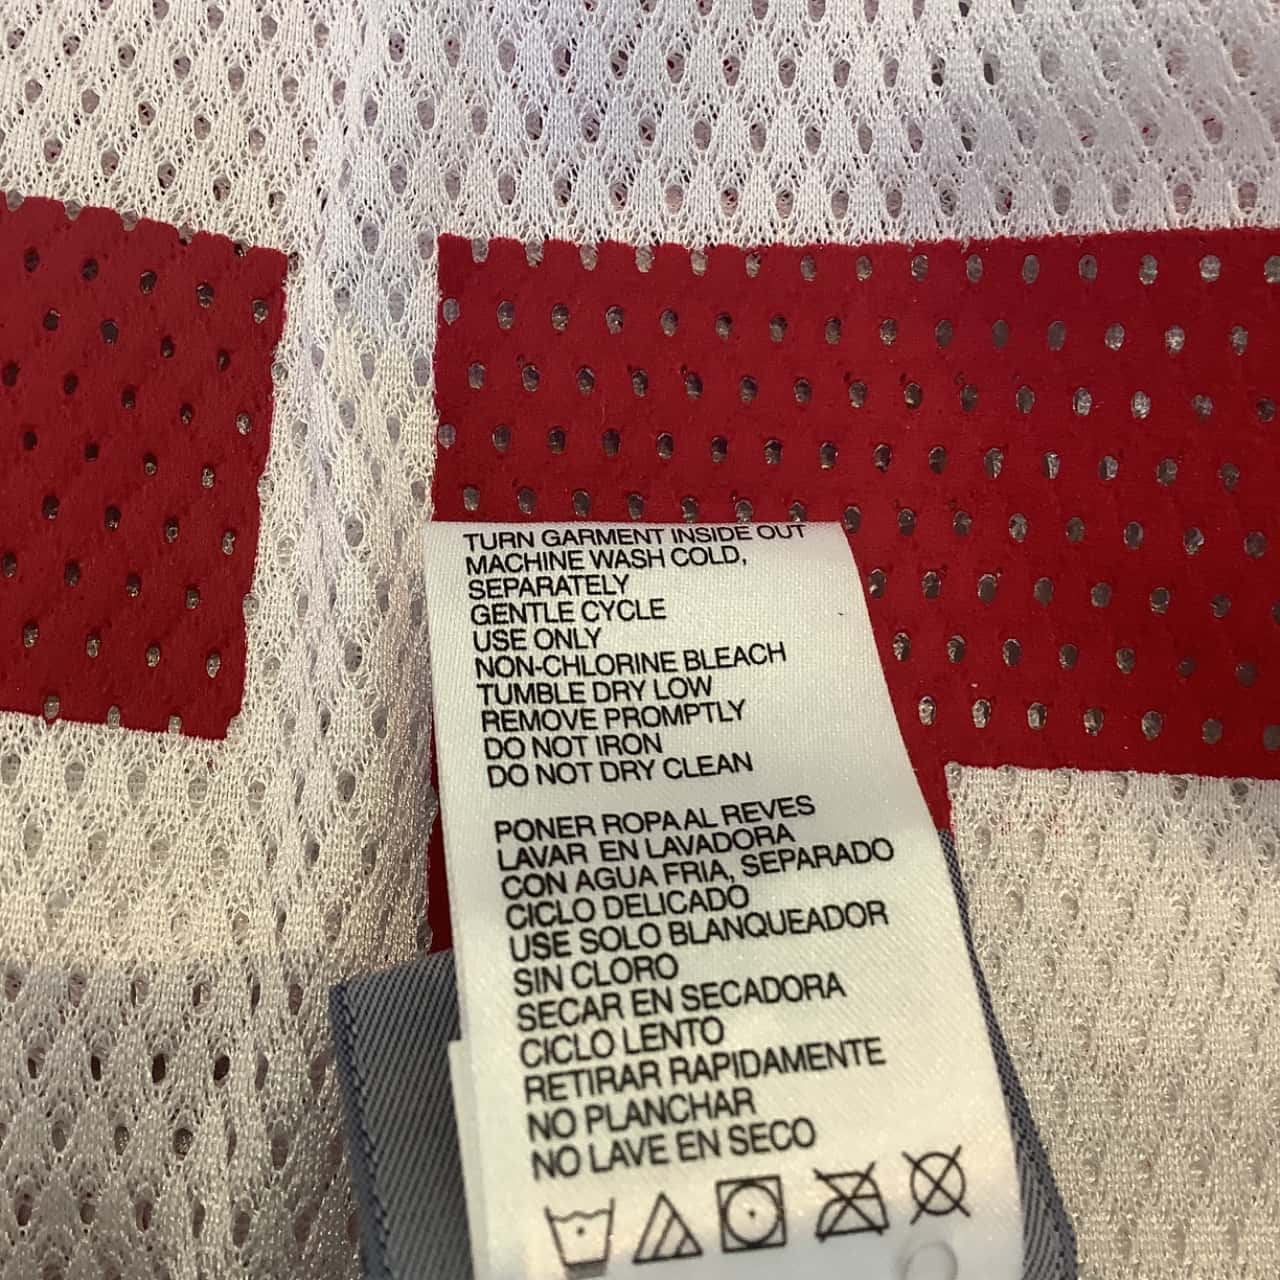 TURN GARMENT INSIDE OUT
MACHINE WASH COLD,
SEPARATELY
GENTLE CYCLE
USE ONLY
NON-CHLORINE BLEACH
TUMBLE DRY LOW
REMOVE PROMPTLY
DO NOT IRON
DO NOT DRY CLEAN
PONER ROPA AL REVES
LAVAR EN LAVADORA
CON AGUA FRIA, SEPARADO
CICLO DELICADO
USE SOLO BLANQUEADOR
SIN CLORO
SECAR EN SECADORA
CICLO LENTO
RETIRAR RAPIDAMENTE
NO PLANCHAR
NO LAVE EN SECO